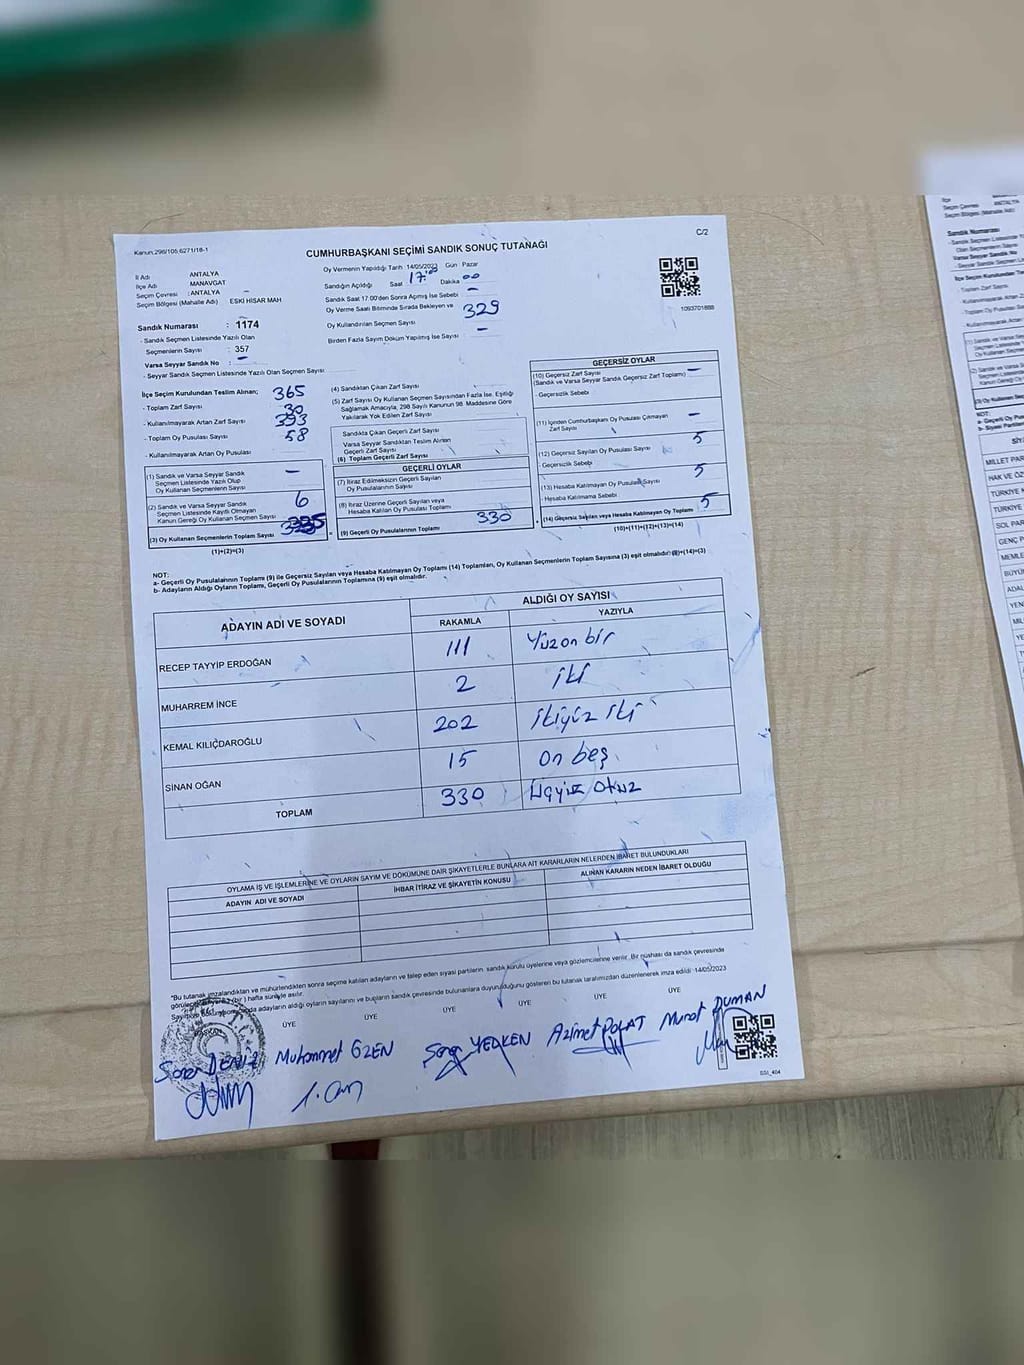 Kanun.298/105 6271/18-1
C/2
CUMHURBAŞKANI SEÇİMİ SANDIK SONUÇ TUTANAĞI
İl Adı ANTALYA
İlçe Adı MANAVGAT
Seçim Çevresi : ANTALYA
Seçim Bölgesi (Mahalle Adı) ESKİ HİSAR MAH
Sandık Numarası : 1174
- Sandık Seçmen Listesinde Yazılı Olan
Seçmenlerin Sayısı : 357
Varsa Seyyar Sandık No : -
- Seyyar Sandık Seçmen Listesinde Yazılı Olan Seçmen Sayısı:
Oy Vermenin Yapıldığı Tarih : 14/05/2023 Gün : Pazar
Sandığın Açıldığı Saat 17:00 Dakika 00
Sandık Saat 17.00'den Sonra Açmış İse Sebebi -
Oy Verme Saati Bitiminde Sırada Bekleyen ve
Oy Kullandırılan Seçmen Sayısı 329
Birden Fazla Sayım Döküm Yapılmış İse Sayısı -
1093701888
İlçe Seçim Kurulundan Teslim Alınan;
- Toplam Zarf Sayısı 365
- Kullanılmayarak Artan Zarf Sayısı 30
- Toplam Oy Pusulası Sayısı 393
- Kullanılmayarak Artan Oy Pusulası Sayısı 58
(1) Sandık ve Varsa Seyyar Sandık
Seçmen Listesinde Yazılı Olup
Oy Kullanan Seçmenlerin Sayısı -
(2) Sandık ve Varsa Seyyar Sandık
Seçmen Listesinde Kayıtlı Olmayan
Kanun Gereği Oy Kullanan Seçmen Sayısı 6
(3) Oy Kullanan Seçmenlerin Toplam Sayısı 335
(1)+(2)=(3)
(4) Sandıktan Çıkan Zarf Sayısı
(5) Zarf Sayısı Oy Kullanan Seçmen Sayısından Fazla İse, Eşitliği
Sağlamak Amacıyla, 298 Sayılı Kanunun 98. Maddesine Göre
Yakılarak Yok Edilen Zarf Sayısı
Sandıkta Çıkan Geçerli Zarf Sayısı
Varsa Seyyar Sandıktan Teslim Alınan
Geçerli Zarf Sayısı
(6) Toplam Geçerli Zarf Sayısı
GEÇERLİ OYLAR
(7) İtiraz Edilmeksizin Geçerli Sayılan
Oy Pusulalarının Sayısı
(8) İtiraz Üzerine Geçerli Sayılan veya
Hesaba Katılan Oy Pusulası Toplamı
(9) Geçerli Oy Pusulalarının Toplamı 330
GEÇERSİZ OYLAR
(10) Geçersiz Zarf Sayısı
(Sandık ve Varsa Seyyar Sandık Geçersiz Zarf Toplamı) -
- Geçersizlik Sebebi
(11) İçinden Cumhurbaşkanı Oy Pusulası Çıkmayan
Zarf Sayısı -
(12) Geçersiz Sayılan Oy Pusulası Sayısı 5
- Geçersizlik Sebebi
(13) Hesaba Katılmayan Oy Pusulası Sayısı 5
- Hesaba Katılmama Sebebi
(14) Geçersiz Sayılan veya Hesaba Katılmayan Oy Toplamı 5
(10)+(11)+(12)+(13)=(14)
NOT:
a- Geçerli Oy Pusulalarının Toplamı (9) ile Geçersiz Sayılan veya Hesaba Katılmayan Oy Toplamı (14) Toplamları, Oy Kullanan Seçmenlerin Toplam Sayısına (3) eşit olmalıdır.(9)+(14)=(3)
b- Adayların Aldığı Oyların Toplamı, Geçerli Oy Pusulalarının Toplamına (9) eşit olmalıdır.
ADAYIN ADI VE SOYADI
ALDIĞI OY SAYISI
RAKAMLA YAZIYLA
RECEP TAYYİP ERDOĞAN 111 Yüzon bir
MUHARREM İNCE 2 iki
KEMAL KILIÇDAROĞLU 202 ikiyüz iki
SİNAN OĞAN 15 On beş
TOPLAM 330 Üçyüz otuz
OYLAMA İŞ VE İŞLEMLERİNE VE OYLARIN SAYIM VE DÖKÜMÜNE DAİR ŞİKAYETLERLE BUNLARA AİT KARARLARIN NELERDEN İBARET BULUNDUKLARI
ADAYIN ADI VE SOYADI İHBAR İTİRAZ VE ŞİKAYETİN KONUSU ALINAN KARARIN NEDEN İBARET OLDUĞU
*Bu tutanak imzalandıktan ve mühürlendikten sonra seçime katılan adayların ve talep eden siyasi partilerin sandık kurulu üyelerine veya gözlemcilerine verilir. Bir nüshası da sandık çevresinde
adayların aldığı oyların sayılarını ve bunların sandık çevresinde bulunanlara duyurulduğunu gösteren bu tutanak tarafımızdan düzenlenerek imza edildi 14/05/2023
ÜYE ÜYE ÜYE ÜYE ÜYE ÜYE
DENİZ Muhammet ÖZEN YELKEN Azimet POLAT Murat DUMAN